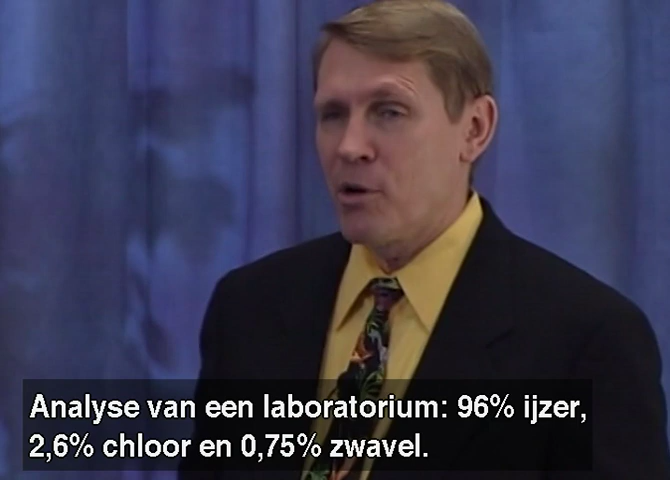 Analyse van een laboratorium: 96% ijzer,
2,6% chloor en 0,75% zwavel.